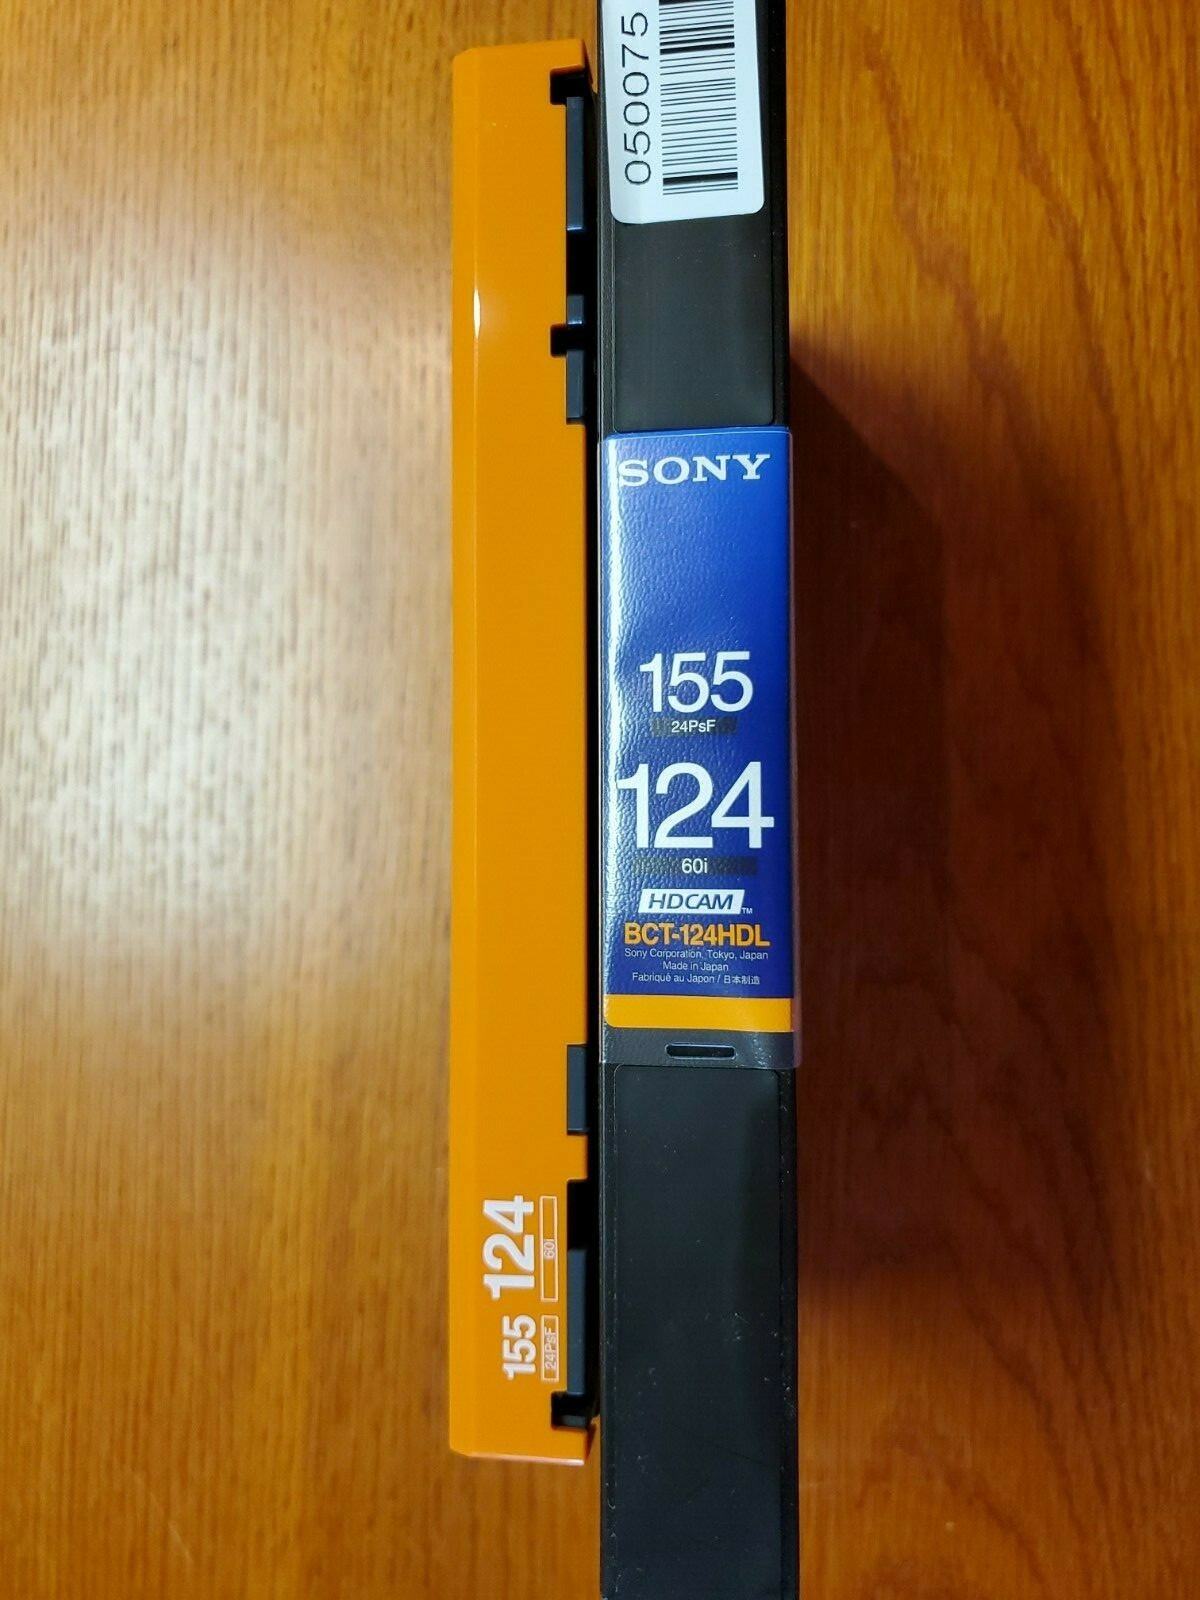 050075
SONY
155
24PsF
124
60i
HDCAM™
BCT-124HDL
Sony Corporation, Tokyo, Japan
Made in Japan
Fabriqué au Japon / 日本制造
155 124
24PsF 60i